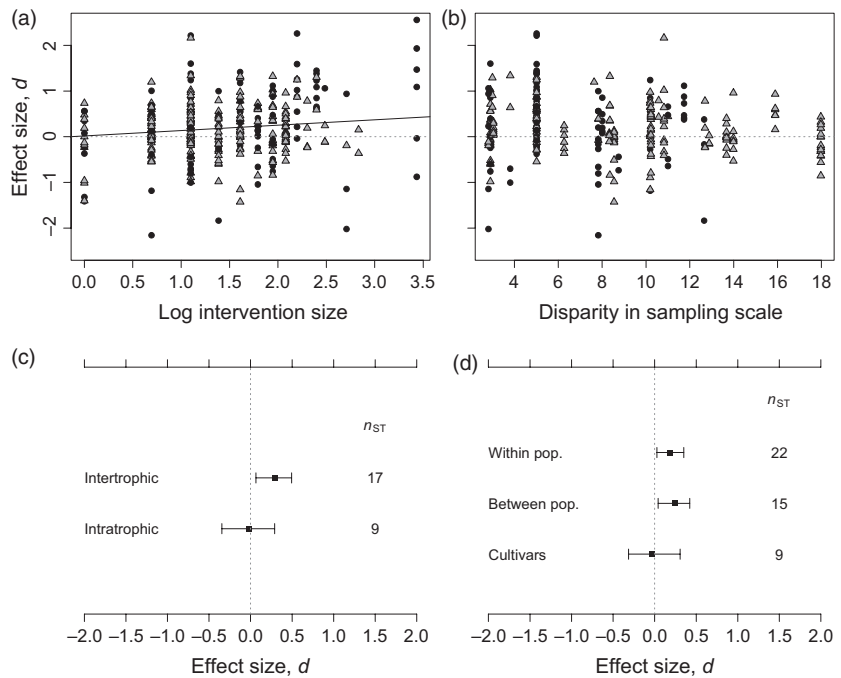 (a)
2
1
0
−1
−2
Effect size, d
0.0 0.5 1.0 1.5 2.0 2.5 3.0 3.5
Log intervention size
(b)
4 6 8 10 12 14 16 18
Disparity in sampling scale
(c)
nST
Intertrophic 17
Intratrophic 9
−2.0 −1.5 −1.0 −0.5 0.0 0.5 1.0 1.5 2.0
Effect size, d
(d)
nST
Within pop. 22
Between pop. 15
Cultivars 9
−2.0 −1.5 −1.0 −0.5 0.0 0.5 1.0 1.5 2.0
Effect size, d